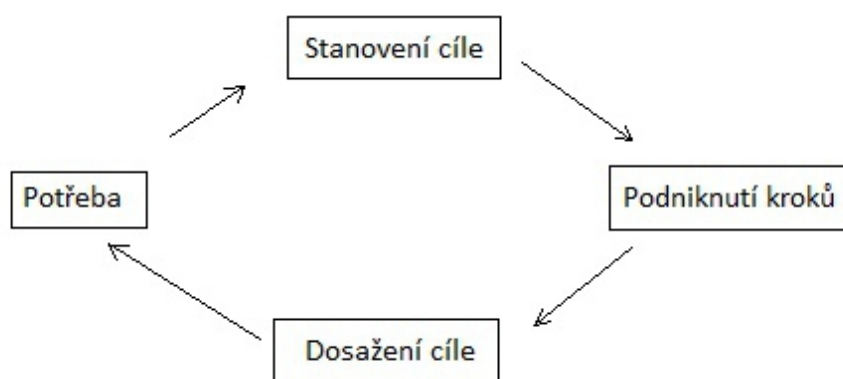 Stanovení cíle
Potřeba
Podniknutí kroků
Dosažení cíle